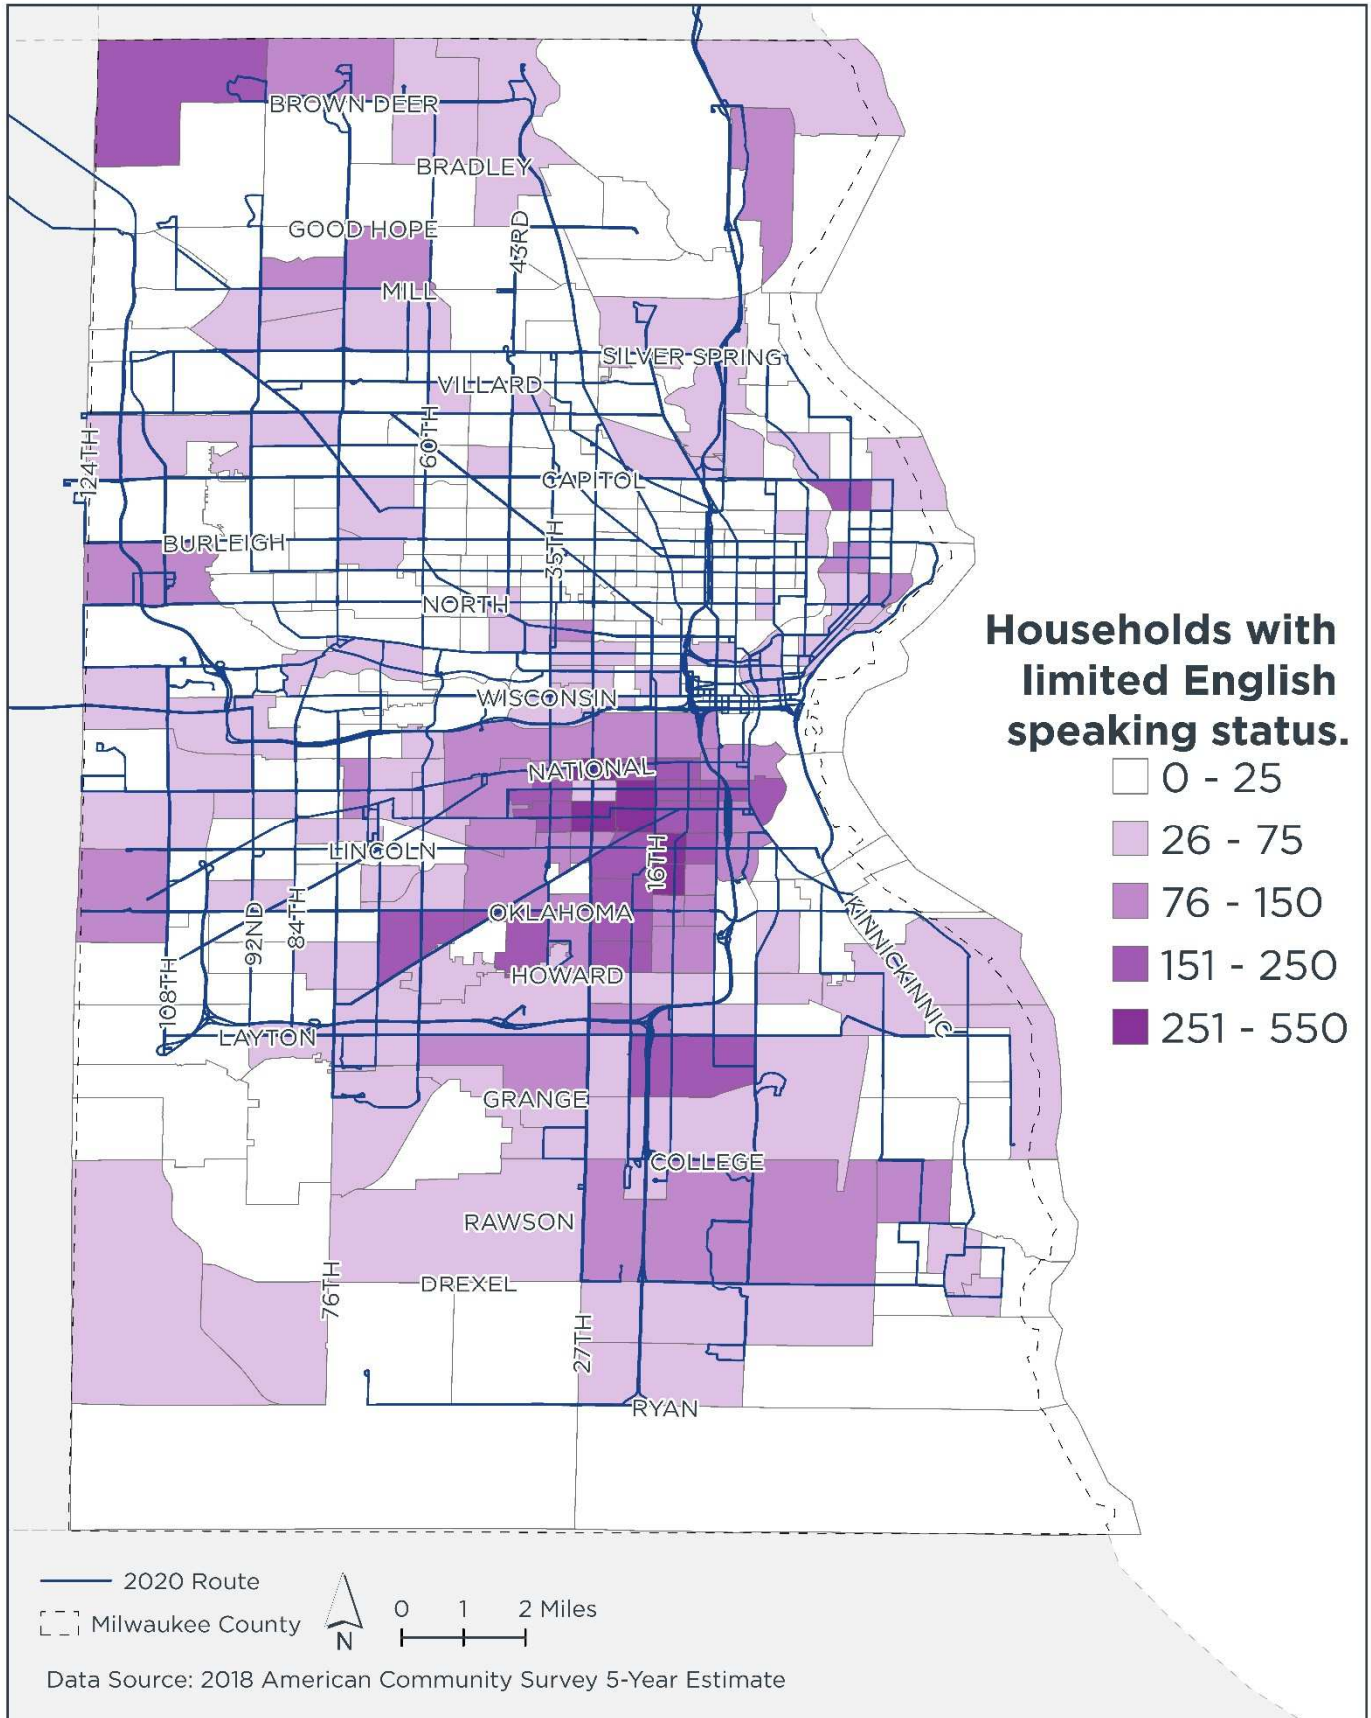 BROWN DEER
BRADLEY
GOOD HOPE
43RD
MILL
SILVER SPRING
VILLARD
60TH
124TH
CAPITOL
35TH
BURLEIGH
NORTH
Households with
limited English
speaking status.
0 - 25
26 - 75
76 - 150
151 - 250
251 - 550
WISCONSIN
NATIONAL
LINCOLN
16TH
OKLAHOMA
84TH
92ND
KINNICKINNIC
HOWARD
108TH
LAYTON
GRANGE
COLLEGE
RAWSON
DREXEL
76TH
27TH
RYAN
2020 Route
Milwaukee County
N
0 1 2 Miles
Data Source: 2018 American Community Survey 5-Year Estimate